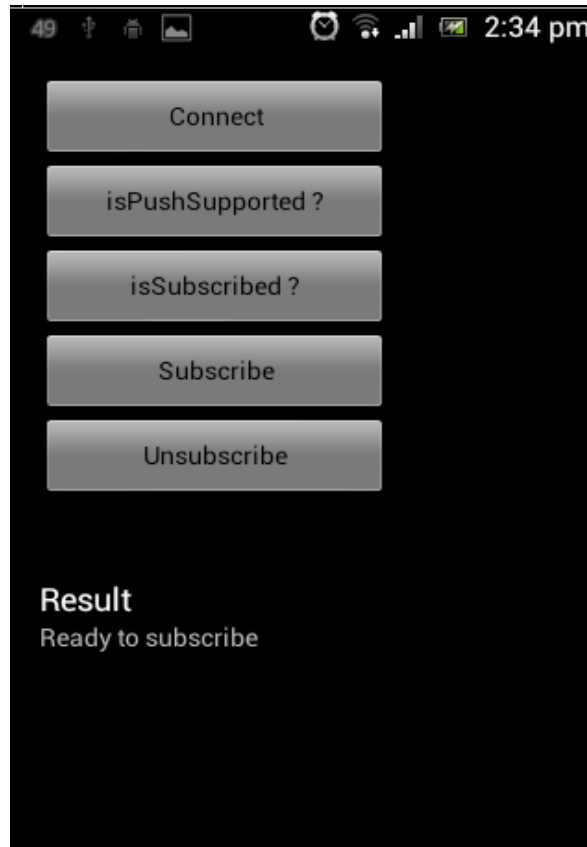 49 2:34 pm
Connect
isPushSupported ?
isSubscribed ?
Subscribe
Unsubscribe
Result
Ready to subscribe